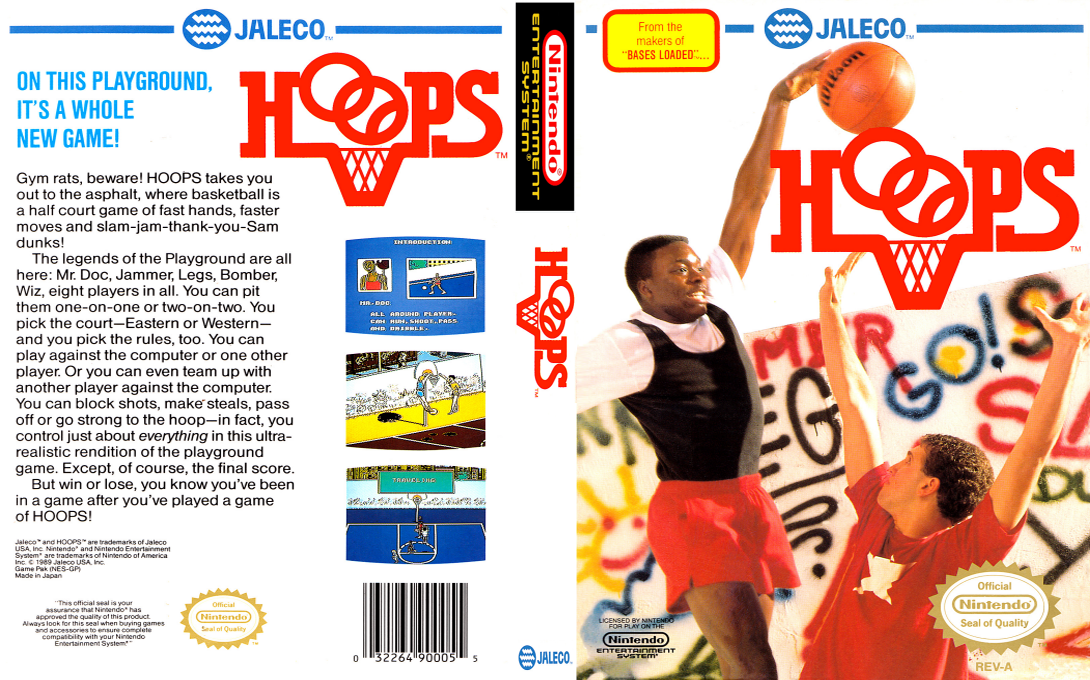 JALECO™
ON THIS PLAYGROUND,
IT'S A WHOLE
NEW GAME!
HOOPS™
Gym rats, beware! HOOPS takes you
out to the asphalt, where basketball is
a half court game of fast hands, faster
moves and slam-jam-thank-you-Sam
dunks!
The legends of the Playground are all
here: Mr. Doc, Jammer, Legs, Bomber,
Wiz, eight players in all. You can pit
them one-on-one or two-on-two. You
pick the court—Eastern or Western—
and you pick the rules, too. You can
play against the computer or one other
player. Or you can even team up with
another player against the computer.
You can block shots, make steals, pass
off or go strong to the hoop—in fact, you
control just about everything in this ultra-
realistic rendition of the playground
game. Except, of course, the final score.
But win or lose, you know you've been
in a game after you've played a game
of HOOPS!
INTRODUCTION
MR.DOC
ALL AROUND PLAYER.
CAN RUN,SHOOT,PASS
AND DRIBBLE.
TRAVELING
Jaleco™ and HOOPS™ are trademarks of Jaleco
USA, Inc. Nintendo® and Nintendo Entertainment
System® are trademarks of Nintendo of America
Inc. © 1989 Jaleco USA, Inc.
Game Pak (NES-GP)
Made in Japan
"This official seal is your
assurance that Nintendo® has
approved the quality of this product.
Always look for this seal when buying games
and accessories to ensure complete
compatibility with your Nintendo
Entertainment System®"
Official
Nintendo
Seal of Quality
0 32264 90005 5
Nintendo®
ENTERTAINMENT
SYSTEM®
HOOPS™
JALECO™
From the
makers of
"BASES LOADED"™...
JALECO™
Wilson
HOOPS™
GO!
LICENSED BY NINTENDO
FOR PLAY ON THE
Nintendo
ENTERTAINMENT
SYSTEM®
Official
Nintendo®
Seal of Quality
REV-A